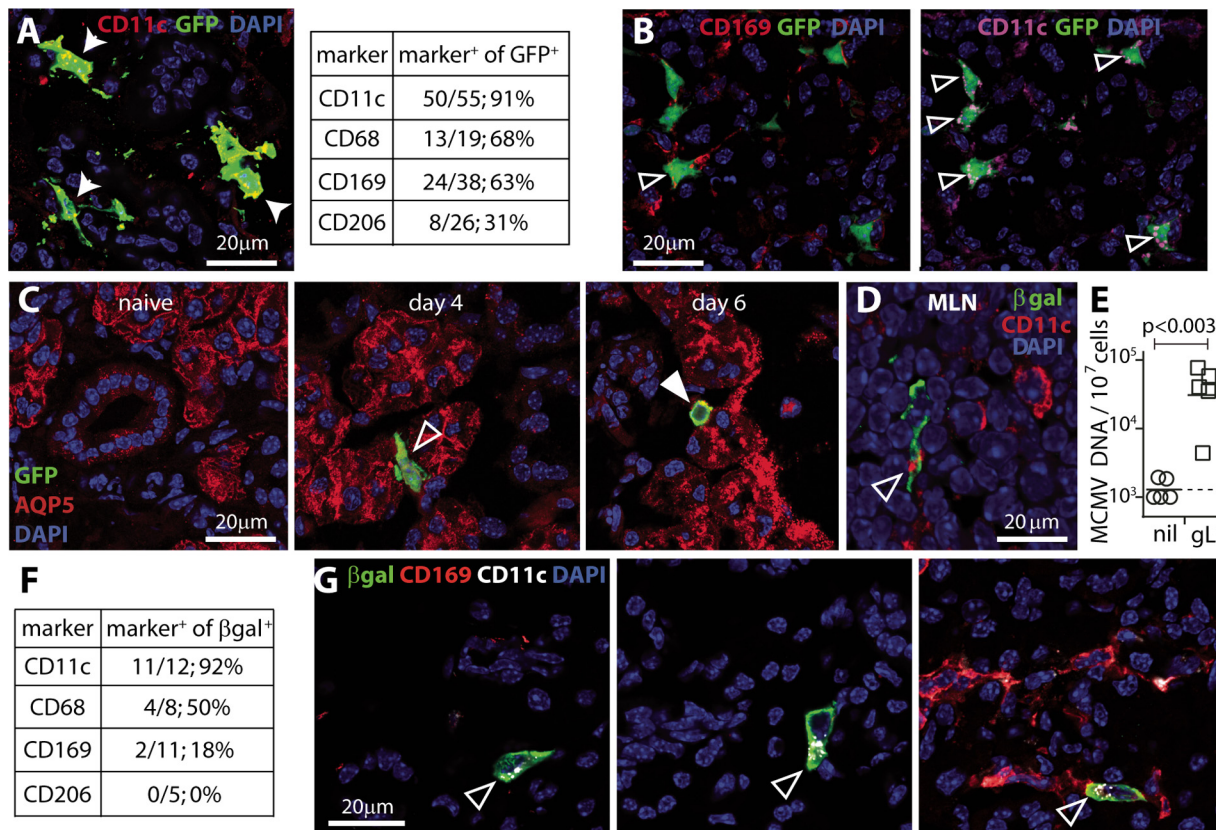 A
CD11c GFP DAPI
20μm
marker marker⁺ of GFP⁺
CD11c 50/55; 91%
CD68 13/19; 68%
CD169 24/38; 63%
CD206 8/26; 31%
B
CD169 GFP DAPI
20μm
CD11c GFP DAPI
C
naive
GFP
AQP5
DAPI
20μm
day 4
day 6
D
MLN
βgal
CD11c
DAPI
20μm
E
p<0.003
MCMV DNA / 10⁷ cells
10⁵
10⁴
10³
nil gL
F
marker marker⁺ of βgal⁺
CD11c 11/12; 92%
CD68 4/8; 50%
CD169 2/11; 18%
CD206 0/5; 0%
G
βgal CD169 CD11c DAPI
20μm